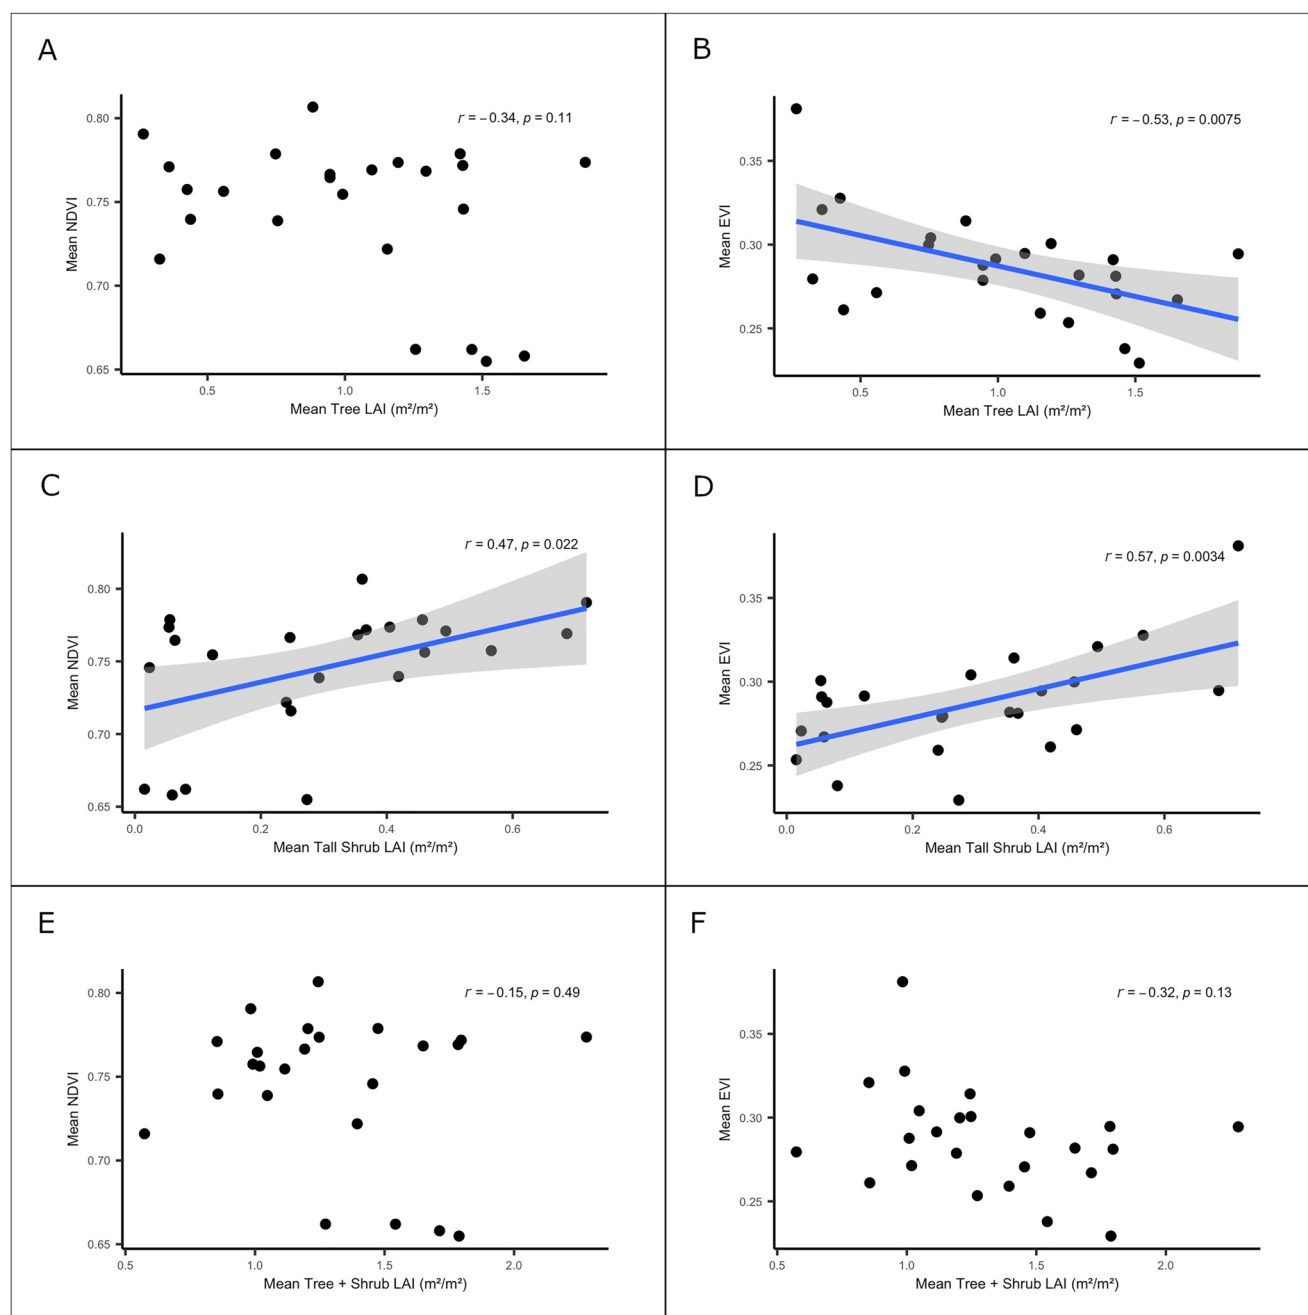 A
r = −0.34, p = 0.11
0.80
0.75
0.70
0.65
Mean NDVI
0.5 1.0 1.5
Mean Tree LAI (m²/m²)
B
r = −0.53, p = 0.0075
0.35
0.30
0.25
Mean EVI
0.5 1.0 1.5
Mean Tree LAI (m²/m²)
C
r = 0.47, p = 0.022
0.80
0.75
0.70
0.65
Mean NDVI
0.0 0.2 0.4 0.6
Mean Tall Shrub LAI (m²/m²)
D
r = 0.57, p = 0.0034
0.35
0.30
0.25
Mean EVI
0.0 0.2 0.4 0.6
Mean Tall Shrub LAI (m²/m²)
E
r = −0.15, p = 0.49
0.80
0.75
0.70
0.65
Mean NDVI
0.5 1.0 1.5 2.0
Mean Tree + Shrub LAI (m²/m²)
F
r = −0.32, p = 0.13
0.35
0.30
0.25
Mean EVI
0.5 1.0 1.5 2.0
Mean Tree + Shrub LAI (m²/m²)